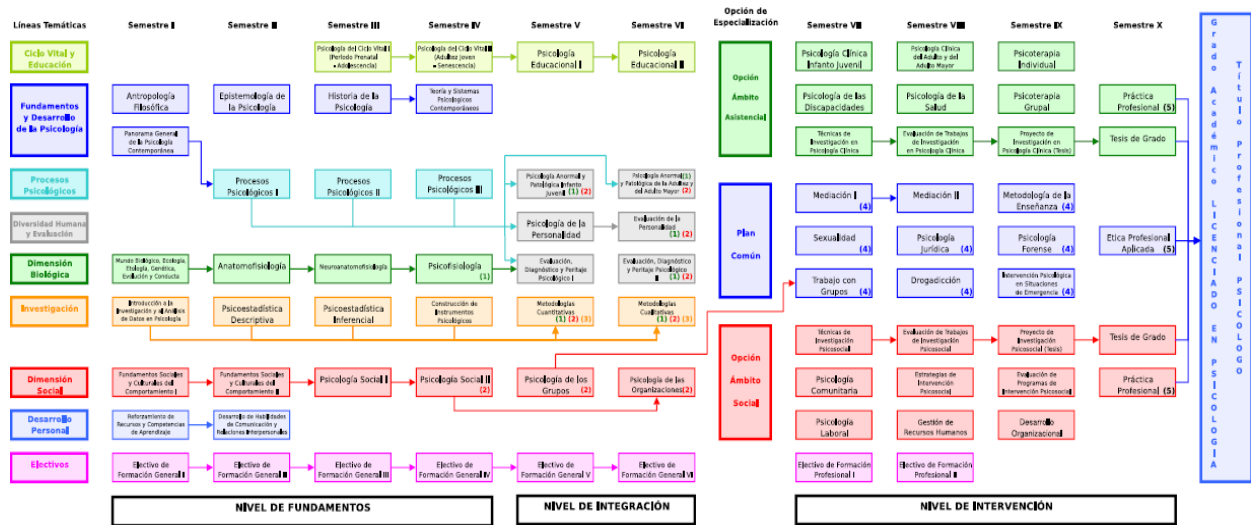 Líneas Temáticas
Semestre I
Semestre II
Semestre III
Semestre IV
Semestre V
Semestre VI
Opción de
Especialización
Semestre VII
Semestre VIII
Semestre IX
Semestre X
Ciclo Vital y
Educación
Psicología del Ciclo Vital I
(Período Prenatal
- Adolescencia)
Psicología del Ciclo Vital II
(Adultez Joven
- Senescencia)
Psicología
Educacional I
Psicología
Educacional II
Fundamentos
y Desarrollo
de la Psicología
Antropología
Filosófica
Epistemología de
la Psicología
Historia de la
Psicología
Teoría y Sistemas
Psicológicos
Contemporáneos
Panorama General
de la Psicología
Contemporánea
Procesos
Psicológicos
Procesos
Psicológicos I
Procesos
Psicológicos II
Procesos
Psicológicos III
Psicología Anormal y
Patológica Infanto
Juvenil (1) (2)
Psicología Anormal (1)
y Patológica de la Adultez y
del Adulto Mayor (2)
Diversidad Humana
y Evaluación
Psicología de la
Personalidad
Evaluación de la
Personalidad
(1) (2)
Dimensión
Biológica
Mundo Biológico, Ecología,
Etología, Genética,
Evolución y Conducta
Anatomofisiología
Neuroanatomofisiología
Psicofisiología
(1)
Evaluación,
Diagnóstico y Peritaje
Psicológico I
Evaluación, Diagnóstico
y Peritaje Psicológico
II (1) (2)
Investigación
Introducción a la
Investigación y al Análisis
de Datos en Psicología
Psicoestadística
Descriptiva
Psicoestadística
Inferencial
Construcción de
Instrumentos
Psicológicos
Metodologías
Cuantitativas
(1) (2) (3)
Metodologías
Cualitativas
(1) (2) (3)
Dimensión
Social
Fundamentos Sociales
y Culturales del
Comportamiento I
Fundamentos Sociales
y Culturales del
Comportamiento II
Psicología Social I
Psicología Social II
(2)
Psicología de los
Grupos (2)
Psicología de las
Organizaciones (2)
Desarrollo
Personal
Reforzamiento de
Recursos y Competencias
de Aprendizaje
Desarrollo de Habilidades
de Comunicación y
Relaciones Interpersonales
Electivos
Electivo de
Formación General I
Electivo de
Formación General II
Electivo de
Formación General III
Electivo de
Formación General IV
Electivo de
Formación General V
Electivo de
Formación General VI
NIVEL DE FUNDAMENTOS
NIVEL DE INTEGRACIÓN
Opción
Ámbito
Asistencial
Psicología Clínica
Infanto Juvenil
Psicología Clínica
del Adulto y del
Adulto Mayor
Psicoterapia
Individual
Psicología de las
Discapacidades
Psicología de la
Salud
Psicoterapia
Grupal
Práctica
Profesional (5)
Técnicas de
Investigación
en Psicología Clínica
Evaluación de Trabajos
de Investigación
en Psicología Clínica
Proyecto de
Investigación en
Psicología Clínica (Tesis)
Tesis de Grado
Plan
Común
Mediación I
(4)
Mediación II
(4)
Metodología de la
Enseñanza (4)
Sexualidad
(4)
Psicología
Jurídica (4)
Psicología
Forense (4)
Ética Profesional
Aplicada (5)
Trabajo con
Grupos (4)
Drogadicción
(4)
Intervención Psicológica
en Situaciones
de Emergencia (4)
Opción
Ámbito
Social
Técnicas de
Investigación
Psicosocial
Evaluación de Trabajos
de Investigación
Psicosocial
Proyecto de
Investigación
Psicosocial (Tesis)
Tesis de Grado
Psicología
Comunitaria
Estrategias de
Intervención
Psicosocial
Evaluación de
Programas de
Intervención Psicosocial
Práctica
Profesional (5)
Psicología
Laboral
Gestión de
Recursos Humanos
Desarrollo
Organizacional
Electivo de Formación
Profesional I
Electivo de Formación
Profesional II
NIVEL DE INTERVENCIÓN
Grado Académico LICENCIADO EN PSICOLOGÍA
Título Profesional PSICOLOGO